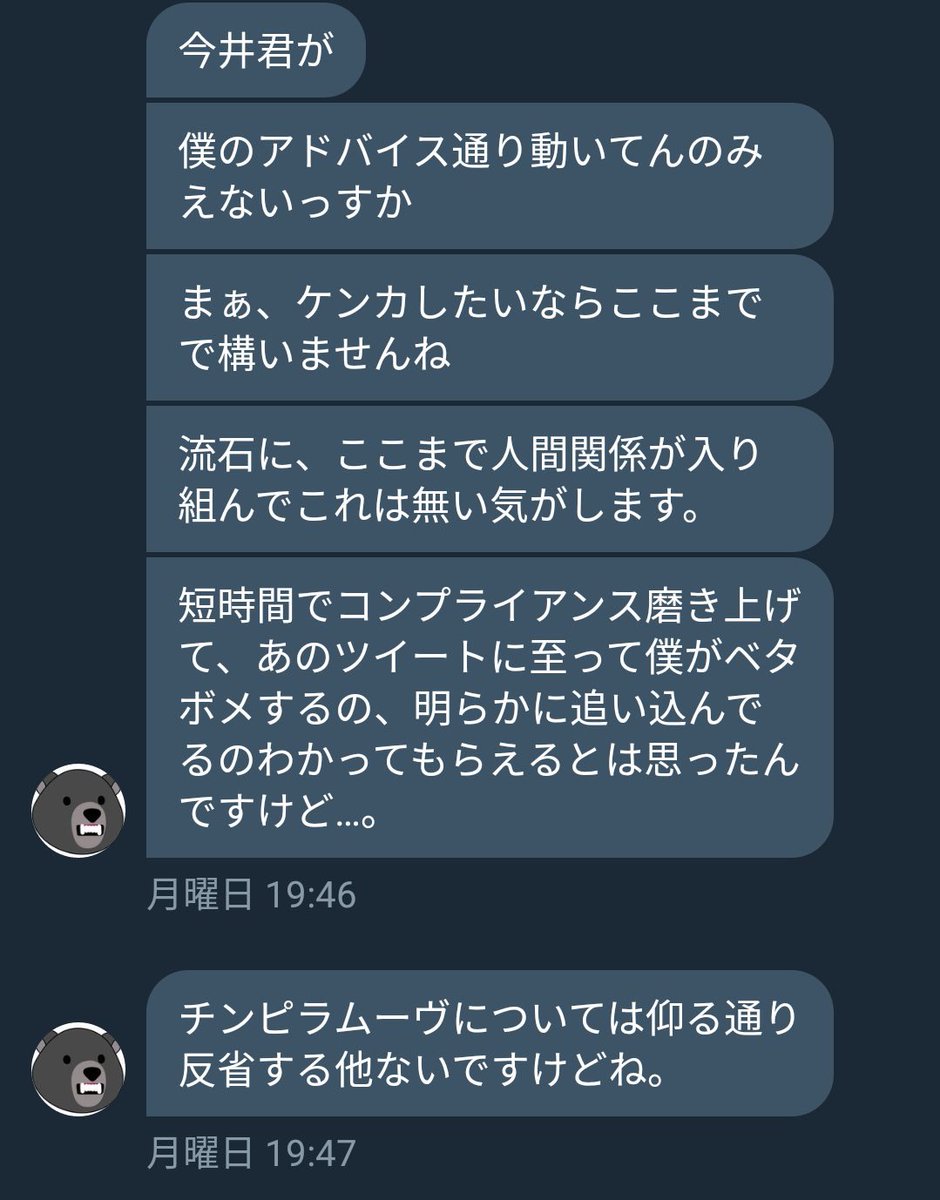 今井君が
僕のアドバイス通り動いてんのみ
えないっすか
まぁ、ケンカしたいならここまで
で構いませんね
流石に、ここまで人間関係が入り
組んでこれは無い気がします。
短時間でコンプライアンス磨き上げ
て、あのツイートに至って僕がベタ
ボメするの、明らかに追い込んで
るのわかってもらえるとは思ったん
ですけど…。
月曜日 19:46
チンピラムーヴについては仰る通り
反省する他ないですけどね。
月曜日 19:47